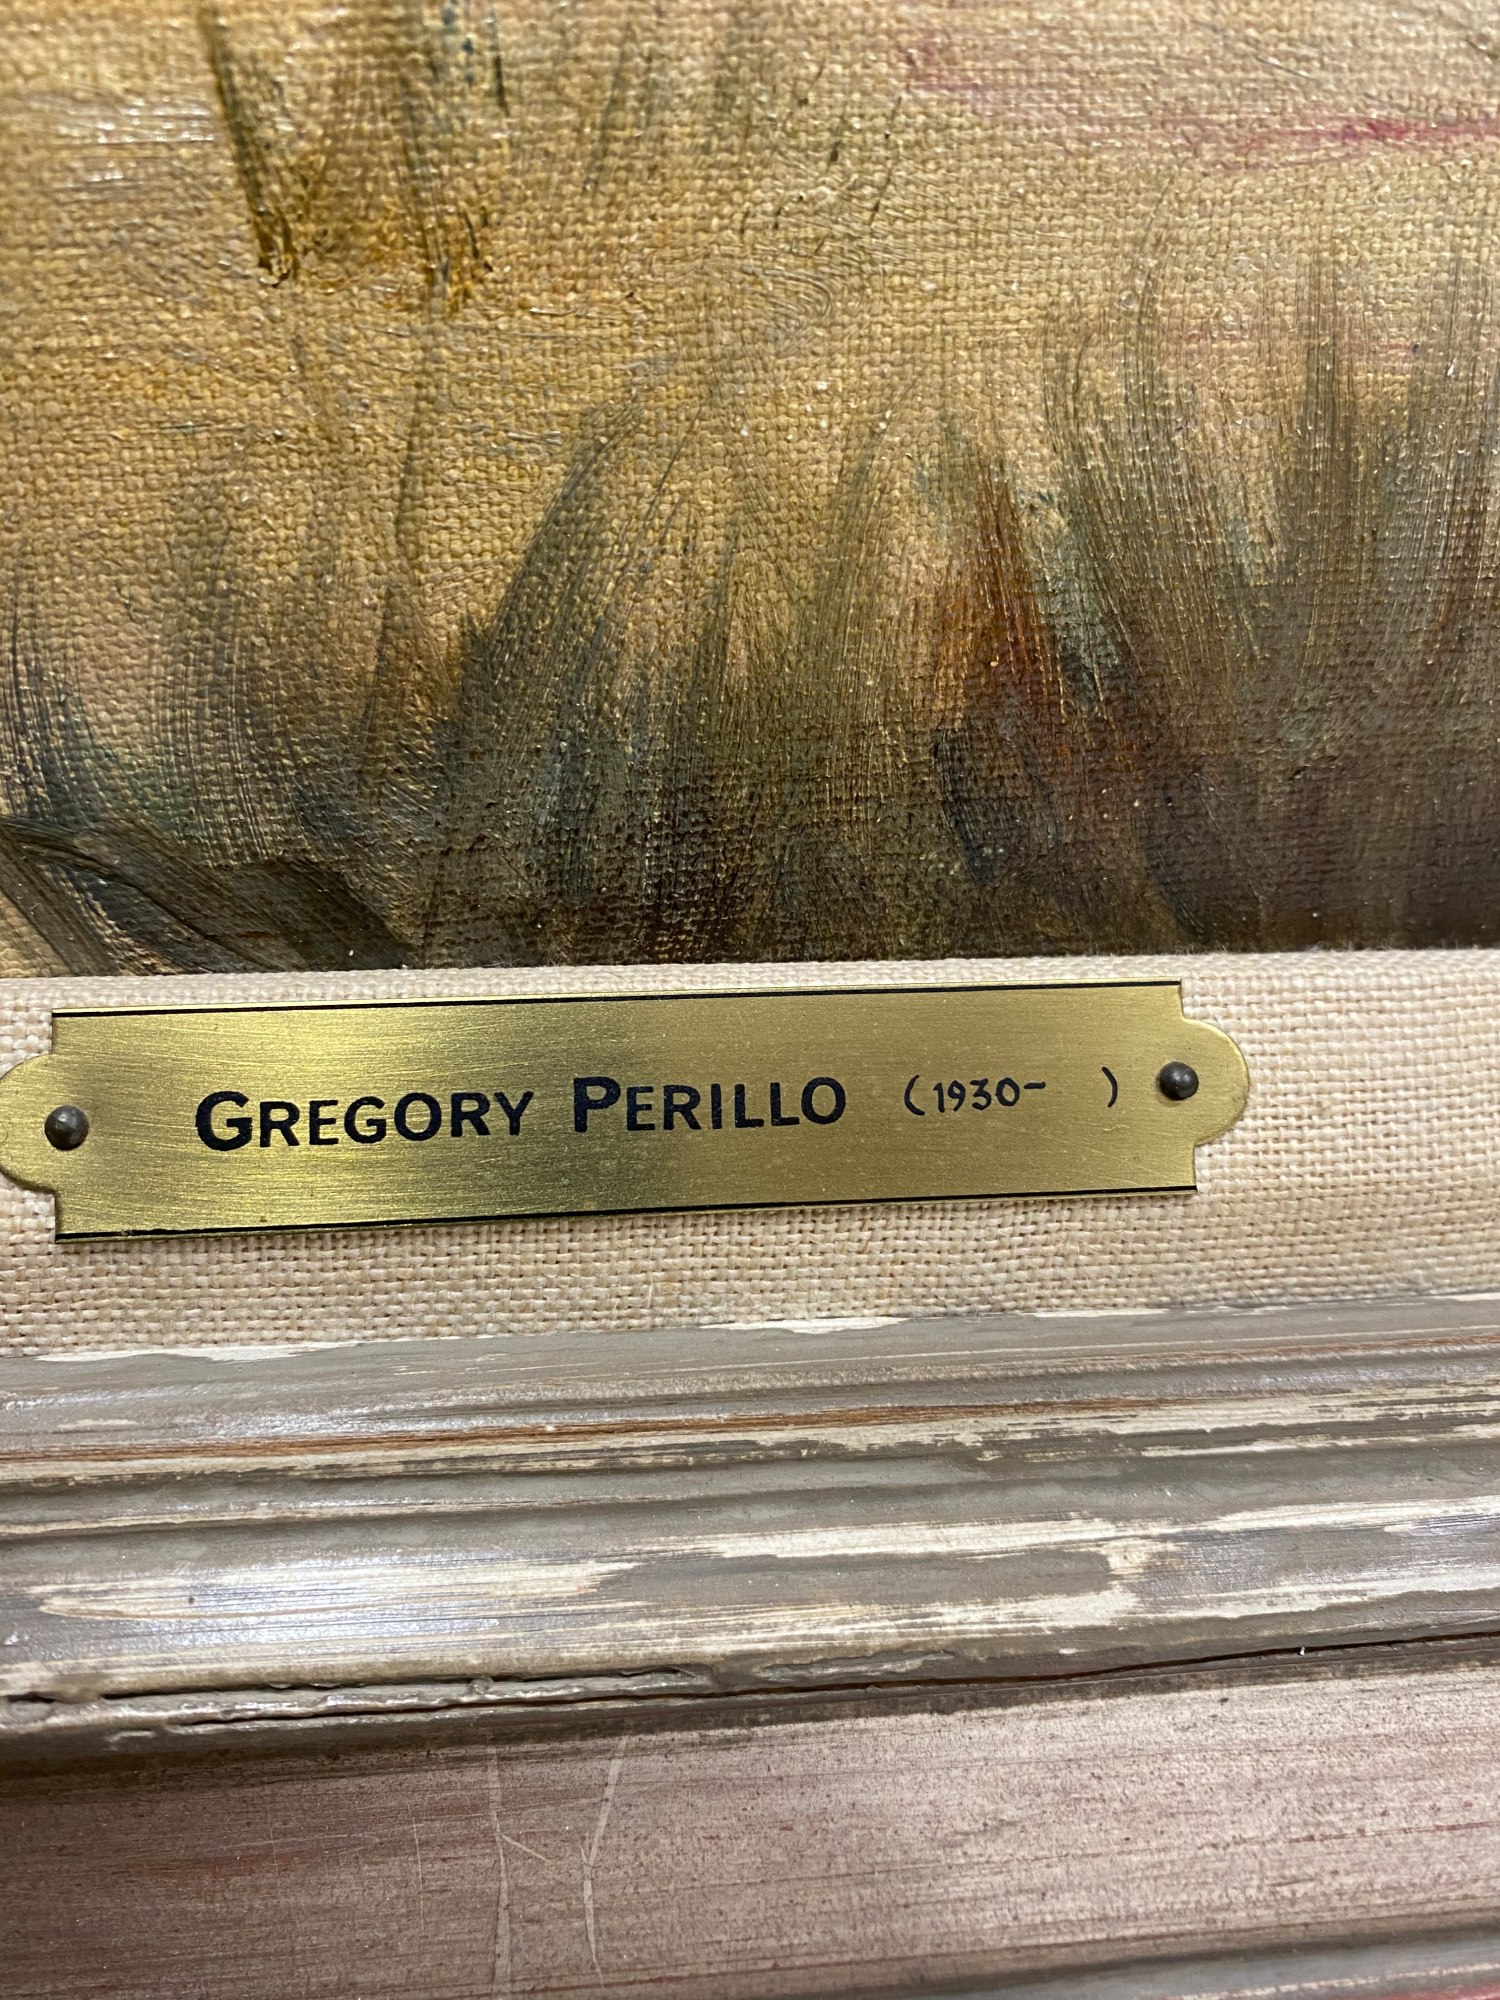 GREGORY PERILLO (1930- )